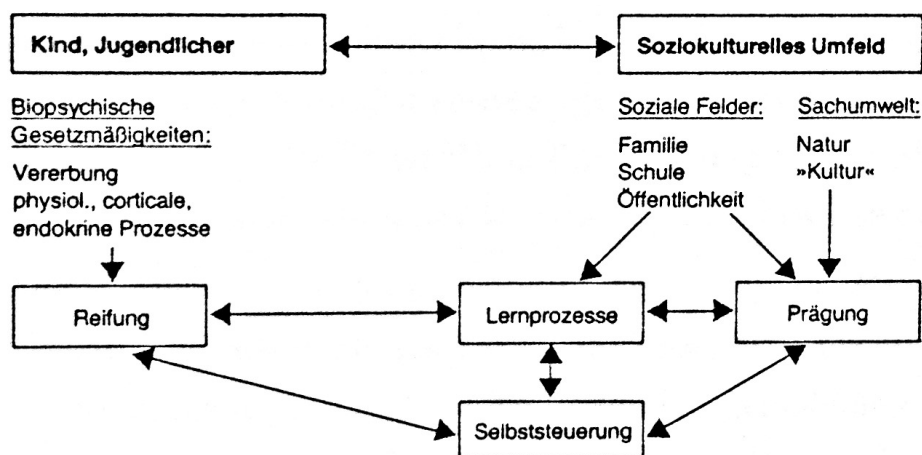 Kind, Jugendlicher
Soziokulturelles Umfeld
Biopsychische
Gesetzmäßigkeiten:
Vererbung
physiol., corticale,
endokrine Prozesse
Soziale Felder:
Familie
Schule
Öffentlichkeit
Sachumwelt:
Natur
»Kultur«
Reifung
Lernprozesse
Prägung
Selbststeuerung